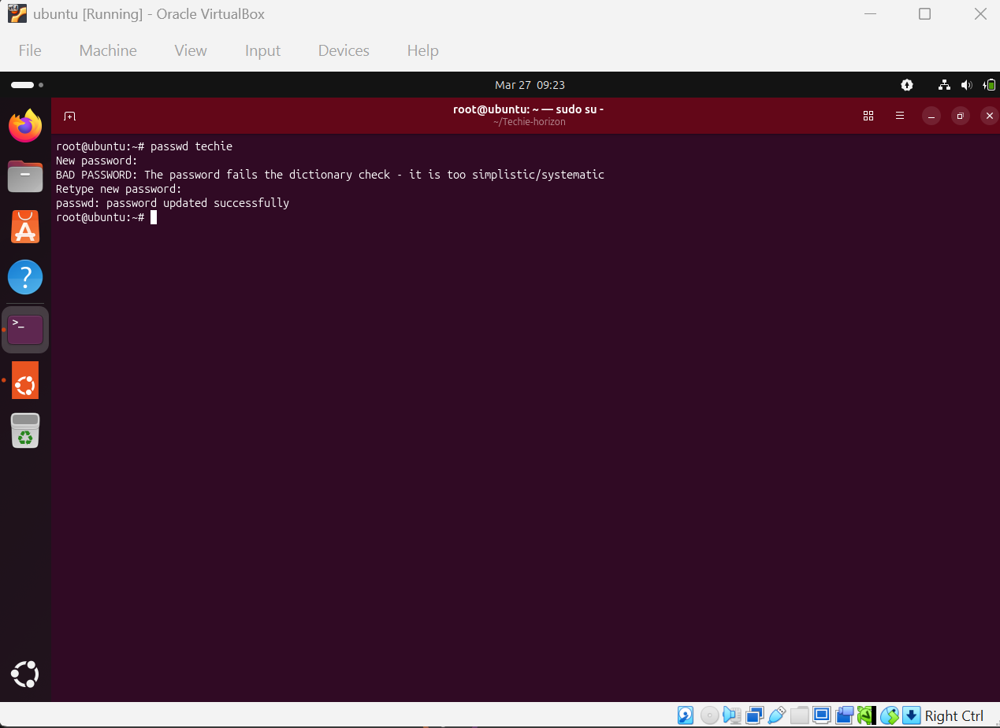 ubuntu [Running] - Oracle VirtualBox
File Machine View Input Devices Help
Mar 27 09:23
root@ubuntu: ~ — sudo su -
~/Techie-horizon
root@ubuntu:~# passwd techie
New password:
BAD PASSWORD: The password fails the dictionary check - it is too simplistic/systematic
Retype new password:
passwd: password updated successfully
root@ubuntu:~#
Right Ctrl